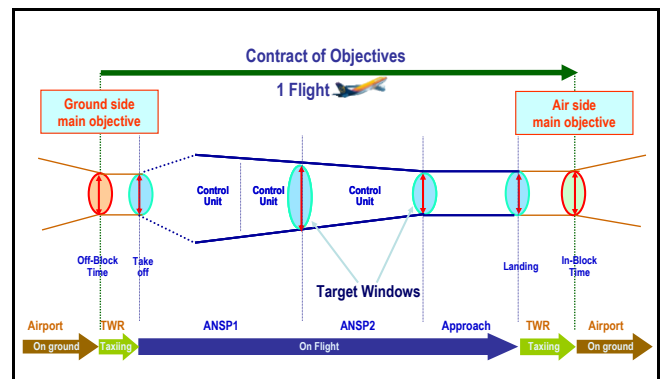 Contract of Objectives
1 Flight
Ground side
main objective
Air side
main objective
Control
Unit
Control
Unit
Control
Unit
Off-Block
Time
Take
off
Landing
In-Block
Time
Target Windows
Airport
TWR
ANSP1
ANSP2
Approach
TWR
Airport
On ground
Taxiing
On Flight
Taxiing
On ground